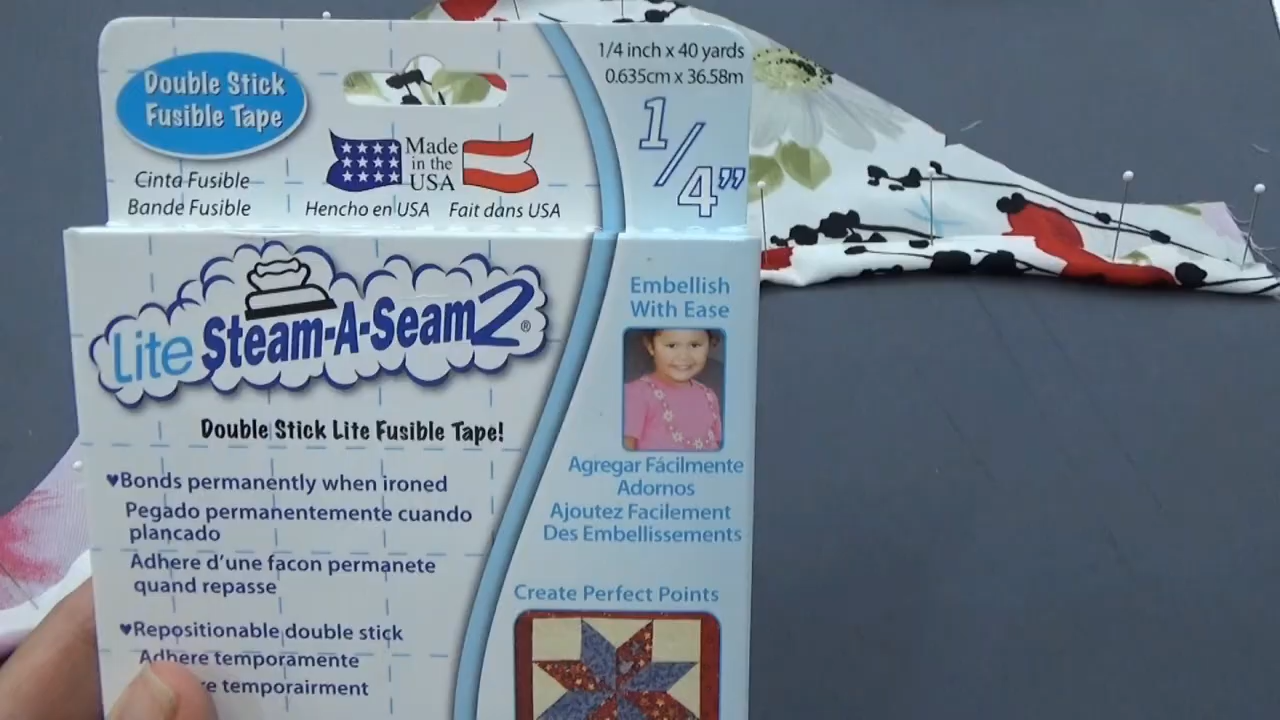 Double Stick
Fusible Tape
Cinta Fusible
Bande Fusible
Made
in the
USA
Hencho en USA Fait dans USA
1/4 inch x 40 yards
0.635cm x 36.58m
1/4”
Lite Steam-A-Seam 2®
Double Stick Lite Fusible Tape!
♥Bonds permanently when ironed
Pegado permanentemente cuando
plancado
Adhere d’une facon permanete
quand repasse
♥Repositionable double stick
Adhere temporamente
re temporairment
Embellish
With Ease
Agregar Fácilmente
Adornos
Ajoutez Facilement
Des Embellissements
Create Perfect Points